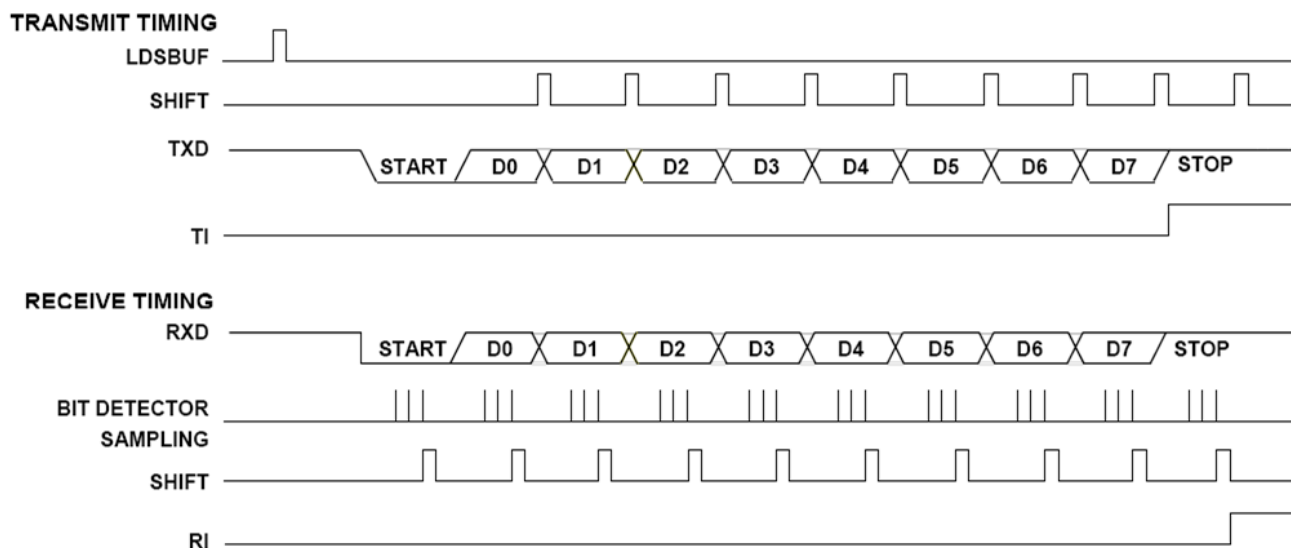 TRANSMIT TIMING
LDSBUF
SHIFT
TXD START D0 D1 D2 D3 D4 D5 D6 D7 STOP
TI
RECEIVE TIMING
RXD START D0 D1 D2 D3 D4 D5 D6 D7 STOP
BIT DETECTOR
SAMPLING
SHIFT
RI